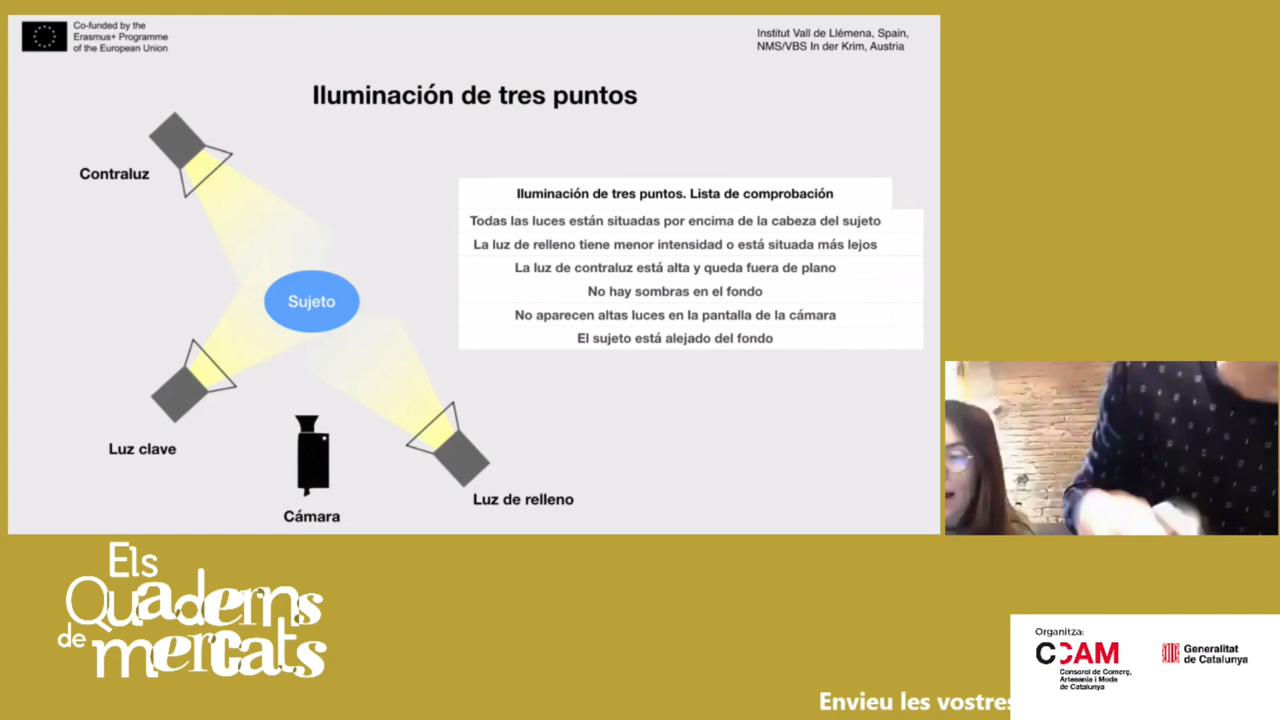 Co-funded by the
Erasmus+ Programme
of the European Union
Institut Vall de Llémena, Spain,
NMS/VBS In der Krim, Austria
Iluminación de tres puntos
Contraluz
Iluminación de tres puntos. Lista de comprobación
Todas las luces están situadas por encima de la cabeza del sujeto
La luz de relleno tiene menor intensidad o está situada más lejos
La luz de contraluz está alta y queda fuera de plano
No hay sombras en el fondo
No aparecen altas luces en la pantalla de la cámara
El sujeto está alejado del fondo
Sujeto
Luz clave
Luz de relleno
Cámara
Els
Quaderns
de mercats
Organitza:
CCAM
Consorci de Comerç,
Artesania i Moda
de Catalunya
Generalitat
de Catalunya
Envieu les vostres